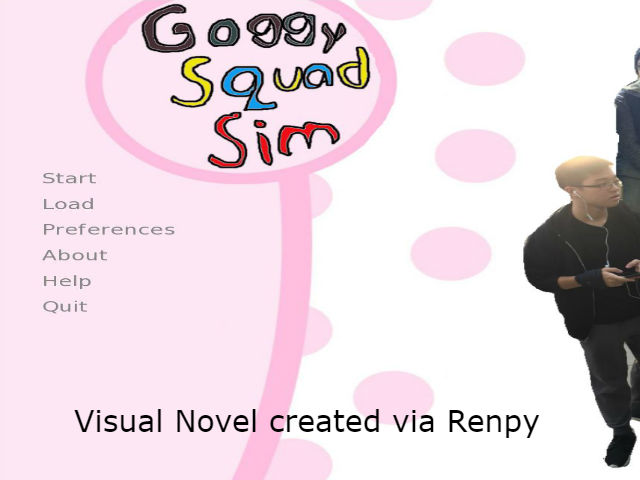 Goggy
Squad
Sim
Start
Load
Preferences
About
Help
Quit
Visual Novel created via Renpy